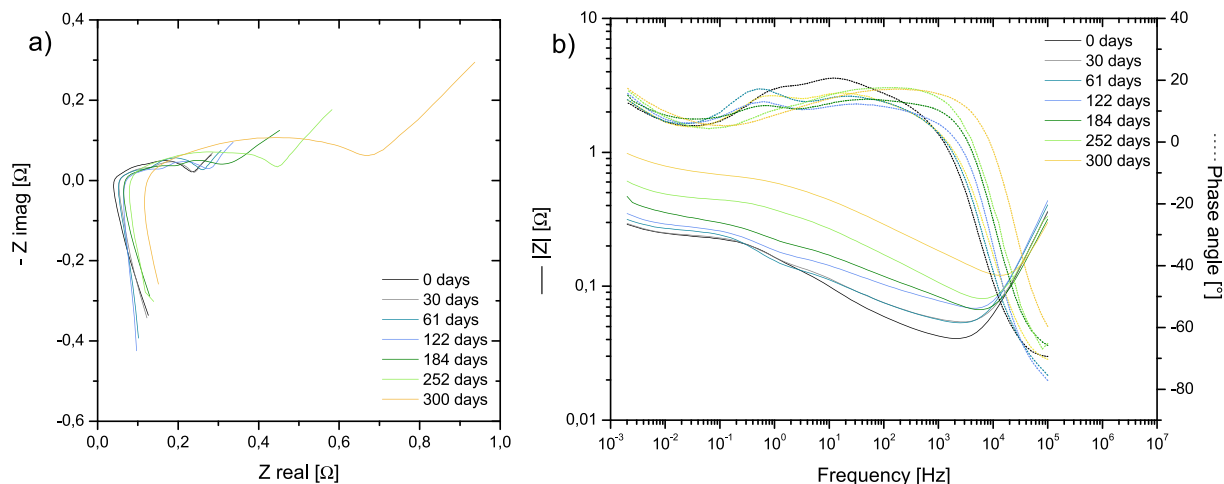 a)
0,4
0,2
0,0
-0,2
-0,4
-0,6
- Z imag [Ω]
0,0 0,2 0,4 0,6 0,8 1,0
Z real [Ω]
0 days
30 days
61 days
122 days
184 days
252 days
300 days
b)
10
1
0,1
0,01
— |Z| [Ω]
10-3 10-2 10-1 100 101 102 103 104 105 106 107
Frequency [Hz]
0 days
30 days
61 days
122 days
184 days
252 days
300 days
40
20
0
-20
-40
-60
-80
..... Phase angle [°]